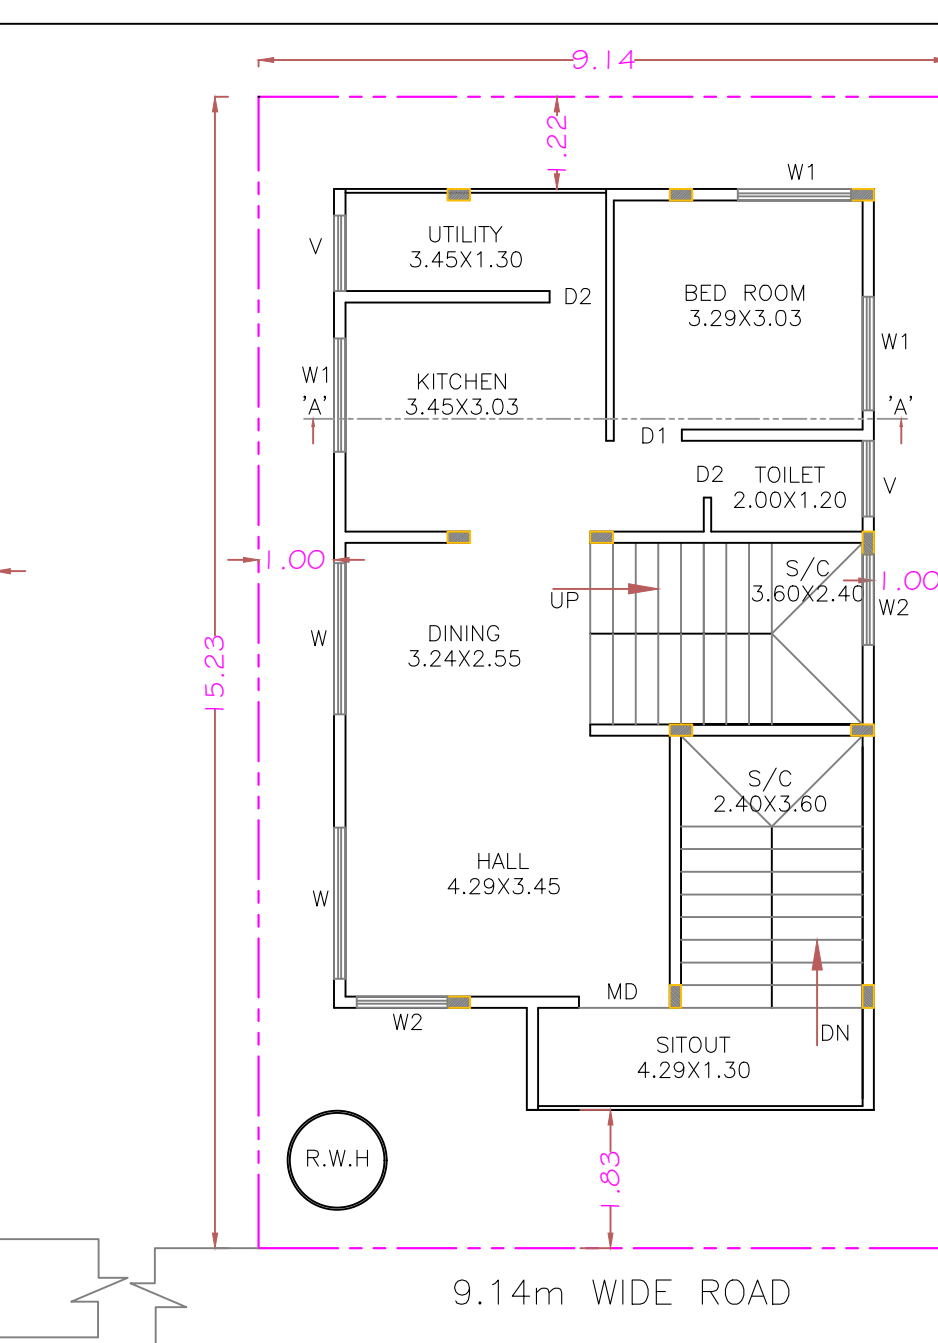 9.14
1.22
W1
V
UTILITY
3.45X1.30
D2
BED ROOM
3.29X3.03
W1
W1
KITCHEN
3.45X3.03
'A'
'A'
D1
D2
TOILET
2.00X1.20
V
1.00
S/C
3.60X2.40
1.00
UP
W2
W
DINING
3.24X2.55
15.23
S/C
2.40X3.60
HALL
4.29X3.45
W
MD
W2
DN
SITOUT
4.29X1.30
R.W.H
1.83
9.14m WIDE ROAD